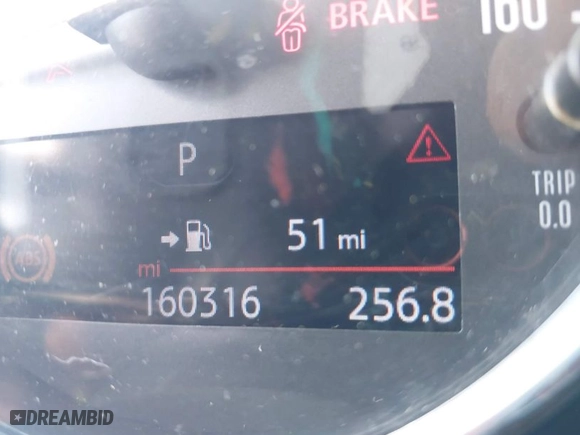 BRAKE
160
P
TRIP
0.0
51 mi
ABS
mi
160316
256.8
DREAMBID